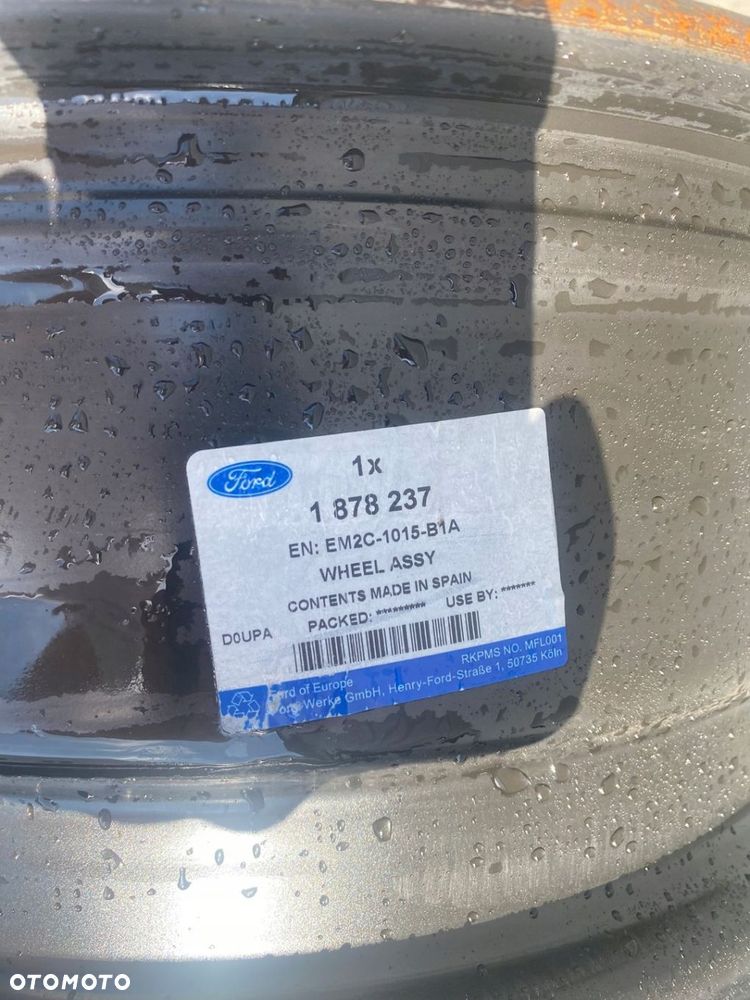 Ford
1x
1 878 237
EN: EM2C-1015-B1A
WHEEL ASSY
CONTENTS MADE IN SPAIN
PACKED: ********* USE BY: *******
D0UPA
RKPMS NO. MFL001
Ford of Europe
Ford Werke GmbH, Henry-Ford-Straße 1, 50735 Köln
OTOMOTO